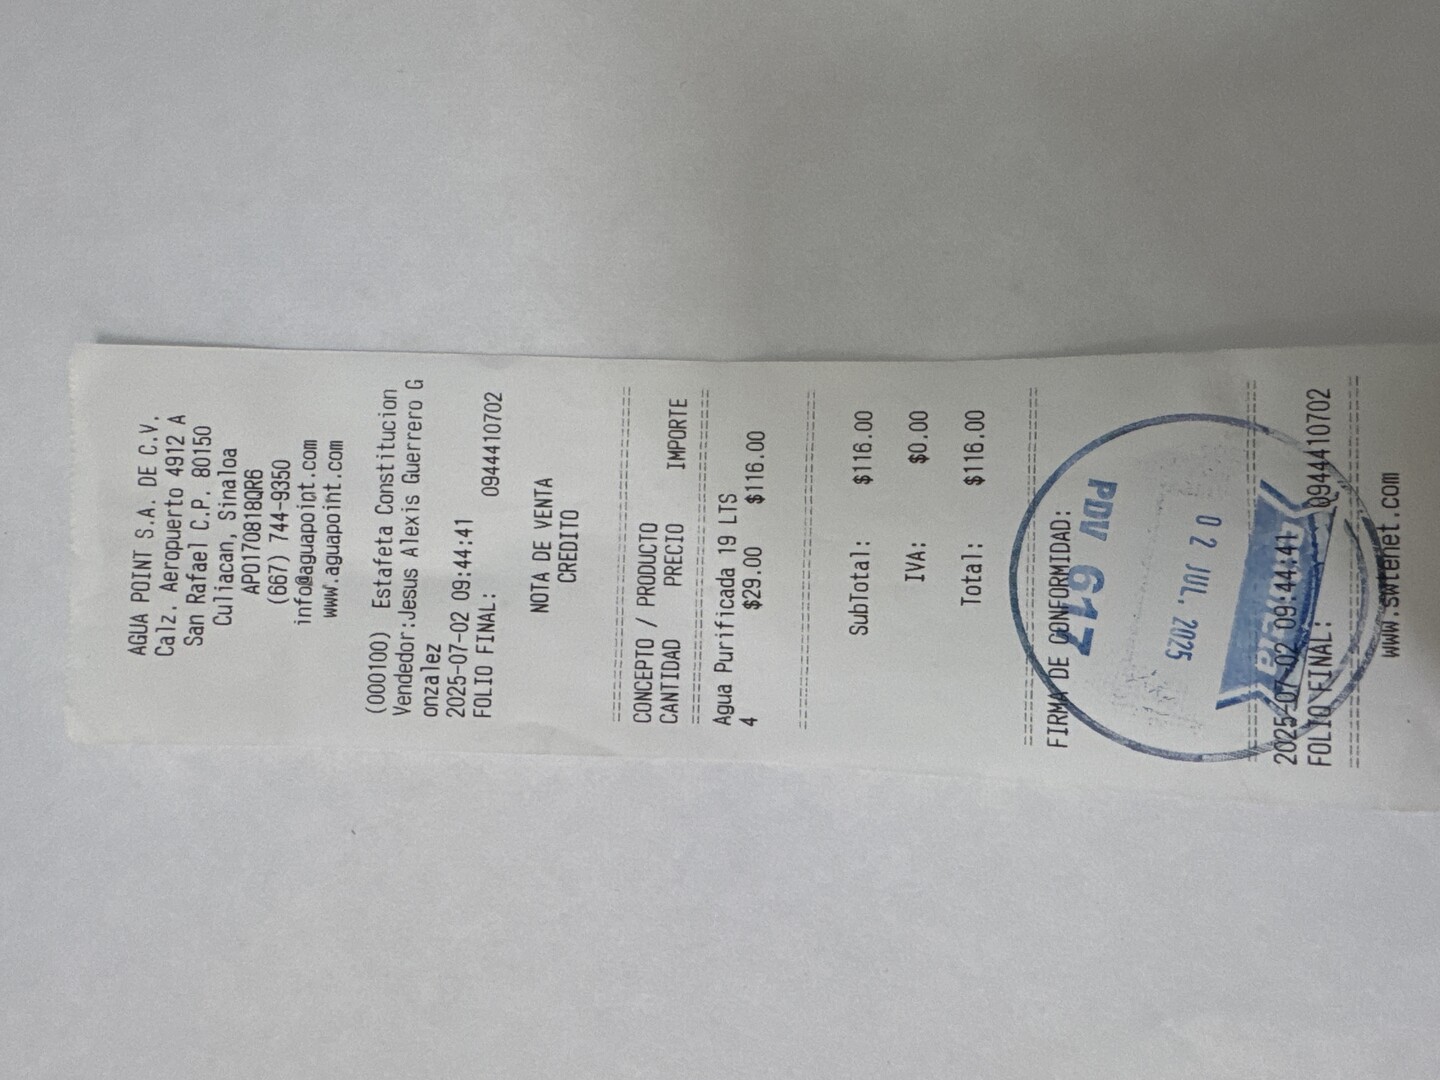 AGUA POINT S.A. DE C.V.
Calz. Aeropuerto 4912 A
San Rafael C.P. 80150
Culiacan, Sinaloa
APO170818QR6
(667) 744-9350
info@aguapoint.com
www.aguapoint.com
(000100) Estafeta Constitucion
Vendedor:Jesus Alexis Guerrero G
onzalez
2025-07-02 09:44:41
FOLIO FINAL: 0944410702
NOTA DE VENTA
CREDITO
CONCEPTO / PRODUCTO
CANTIDAD PRECIO IMPORTE
Agua Purificada 19 LTS
4 $29.00 $116.00
SubTotal: $116.00
IVA: $0.00
Total: $116.00
FIRMA DE CONFORMIDAD:
PDV 617
02 JUL. 2025
2025-07-02 09:44:41
FOLIO FINAL: 0944410702
www.swtenet.com